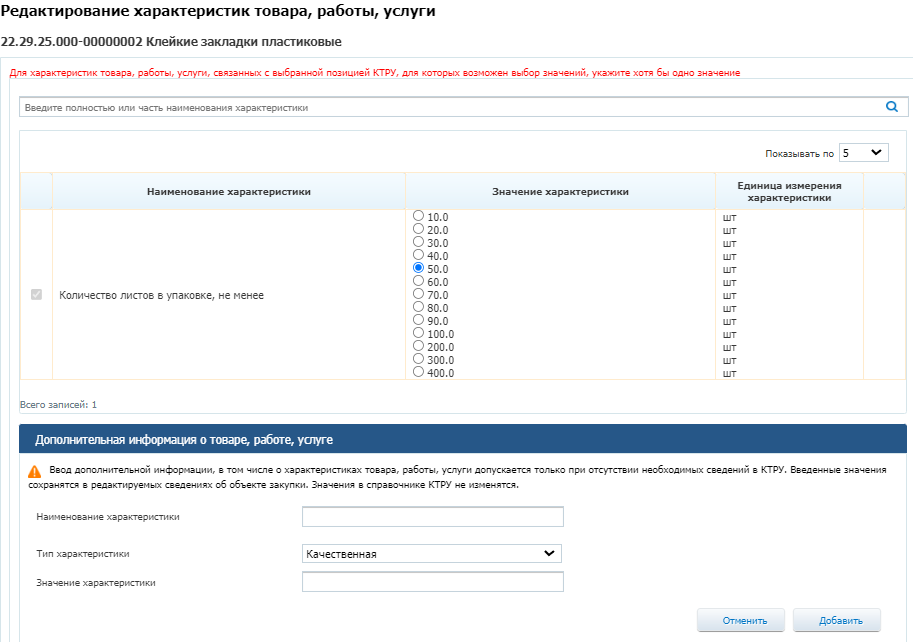 Редактирование характеристик товара, работы, услуги
22.29.25.000-00000002 Клейкие закладки пластиковые
Для характеристик товара, работы, услуги, связанных с выбранной позицией КТРУ, для которых возможен выбор значений, укажите хотя бы одно значение
Введите полностью или часть наименования характеристики
Показывать по 5
Наименование характеристики Значение характеристики Единица измерения
характеристики
10.0 шт
20.0 шт
30.0 шт
40.0 шт
50.0 шт
60.0 шт
Количество листов в упаковке, не менее
70.0 шт
80.0 шт
90.0 шт
100.0 шт
200.0 шт
300.0 шт
400.0 шт
Всего записей: 1
Дополнительная информация о товаре, работе, услуге
Ввод дополнительной информации, в том числе о характеристиках товара, работы, услуги допускается только при отсутствии необходимых сведений в КТРУ. Введенные значения
сохранятся в редактируемых сведениях об объекте закупки. Значения в справочнике КТРУ не изменятся.
Наименование характеристики
Тип характеристики Качественная
Значение характеристики
Отменить Добавить